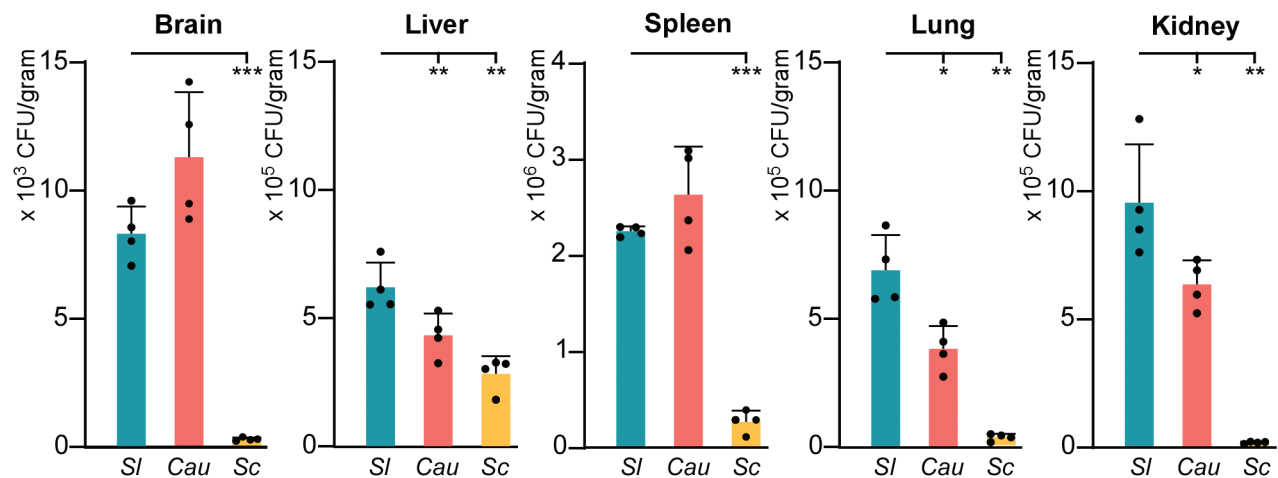 Brain
Liver
Spleen
Lung
Kidney
***
** **
***
* **
* **
x 10³ CFU/gram
15
10
5
0
Sl Cau Sc
x 10⁵ CFU/gram
15
10
5
0
Sl Cau Sc
x 10⁶ CFU/gram
4
3
2
1
0
Sl Cau Sc
x 10⁵ CFU/gram
15
10
5
0
Sl Cau Sc
x 10⁵ CFU/gram
15
10
5
0
Sl Cau Sc